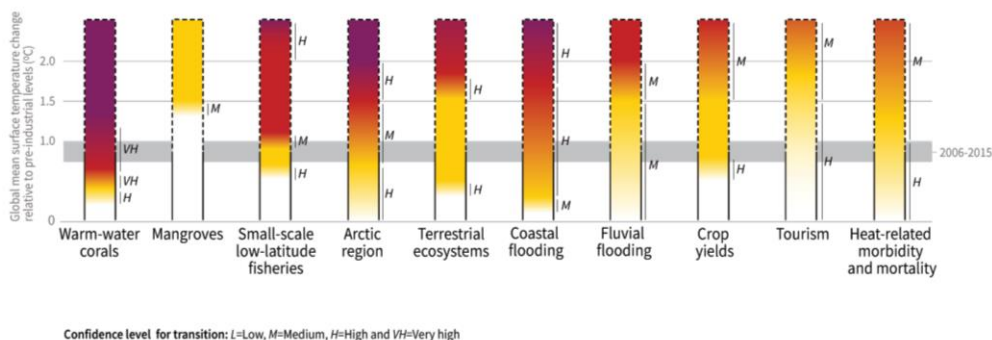 Global mean surface temperature change
relative to pre-industrial levels (°C)
2.0
1.5
1.0
0
H
M
H
H
H
M
M
M
M
VH
M
H
M
2006-2015
VH
H
H
H
H
M
M
H
H
H
Warm-water
corals
Mangroves
Small-scale
low-latitude
fisheries
Arctic
region
Terrestrial
ecosystems
Coastal
flooding
Fluvial
flooding
Crop
yields
Tourism
Heat-related
morbidity
and mortality
Confidence level for transition: L=Low, M=Medium, H=High and VH=Very high